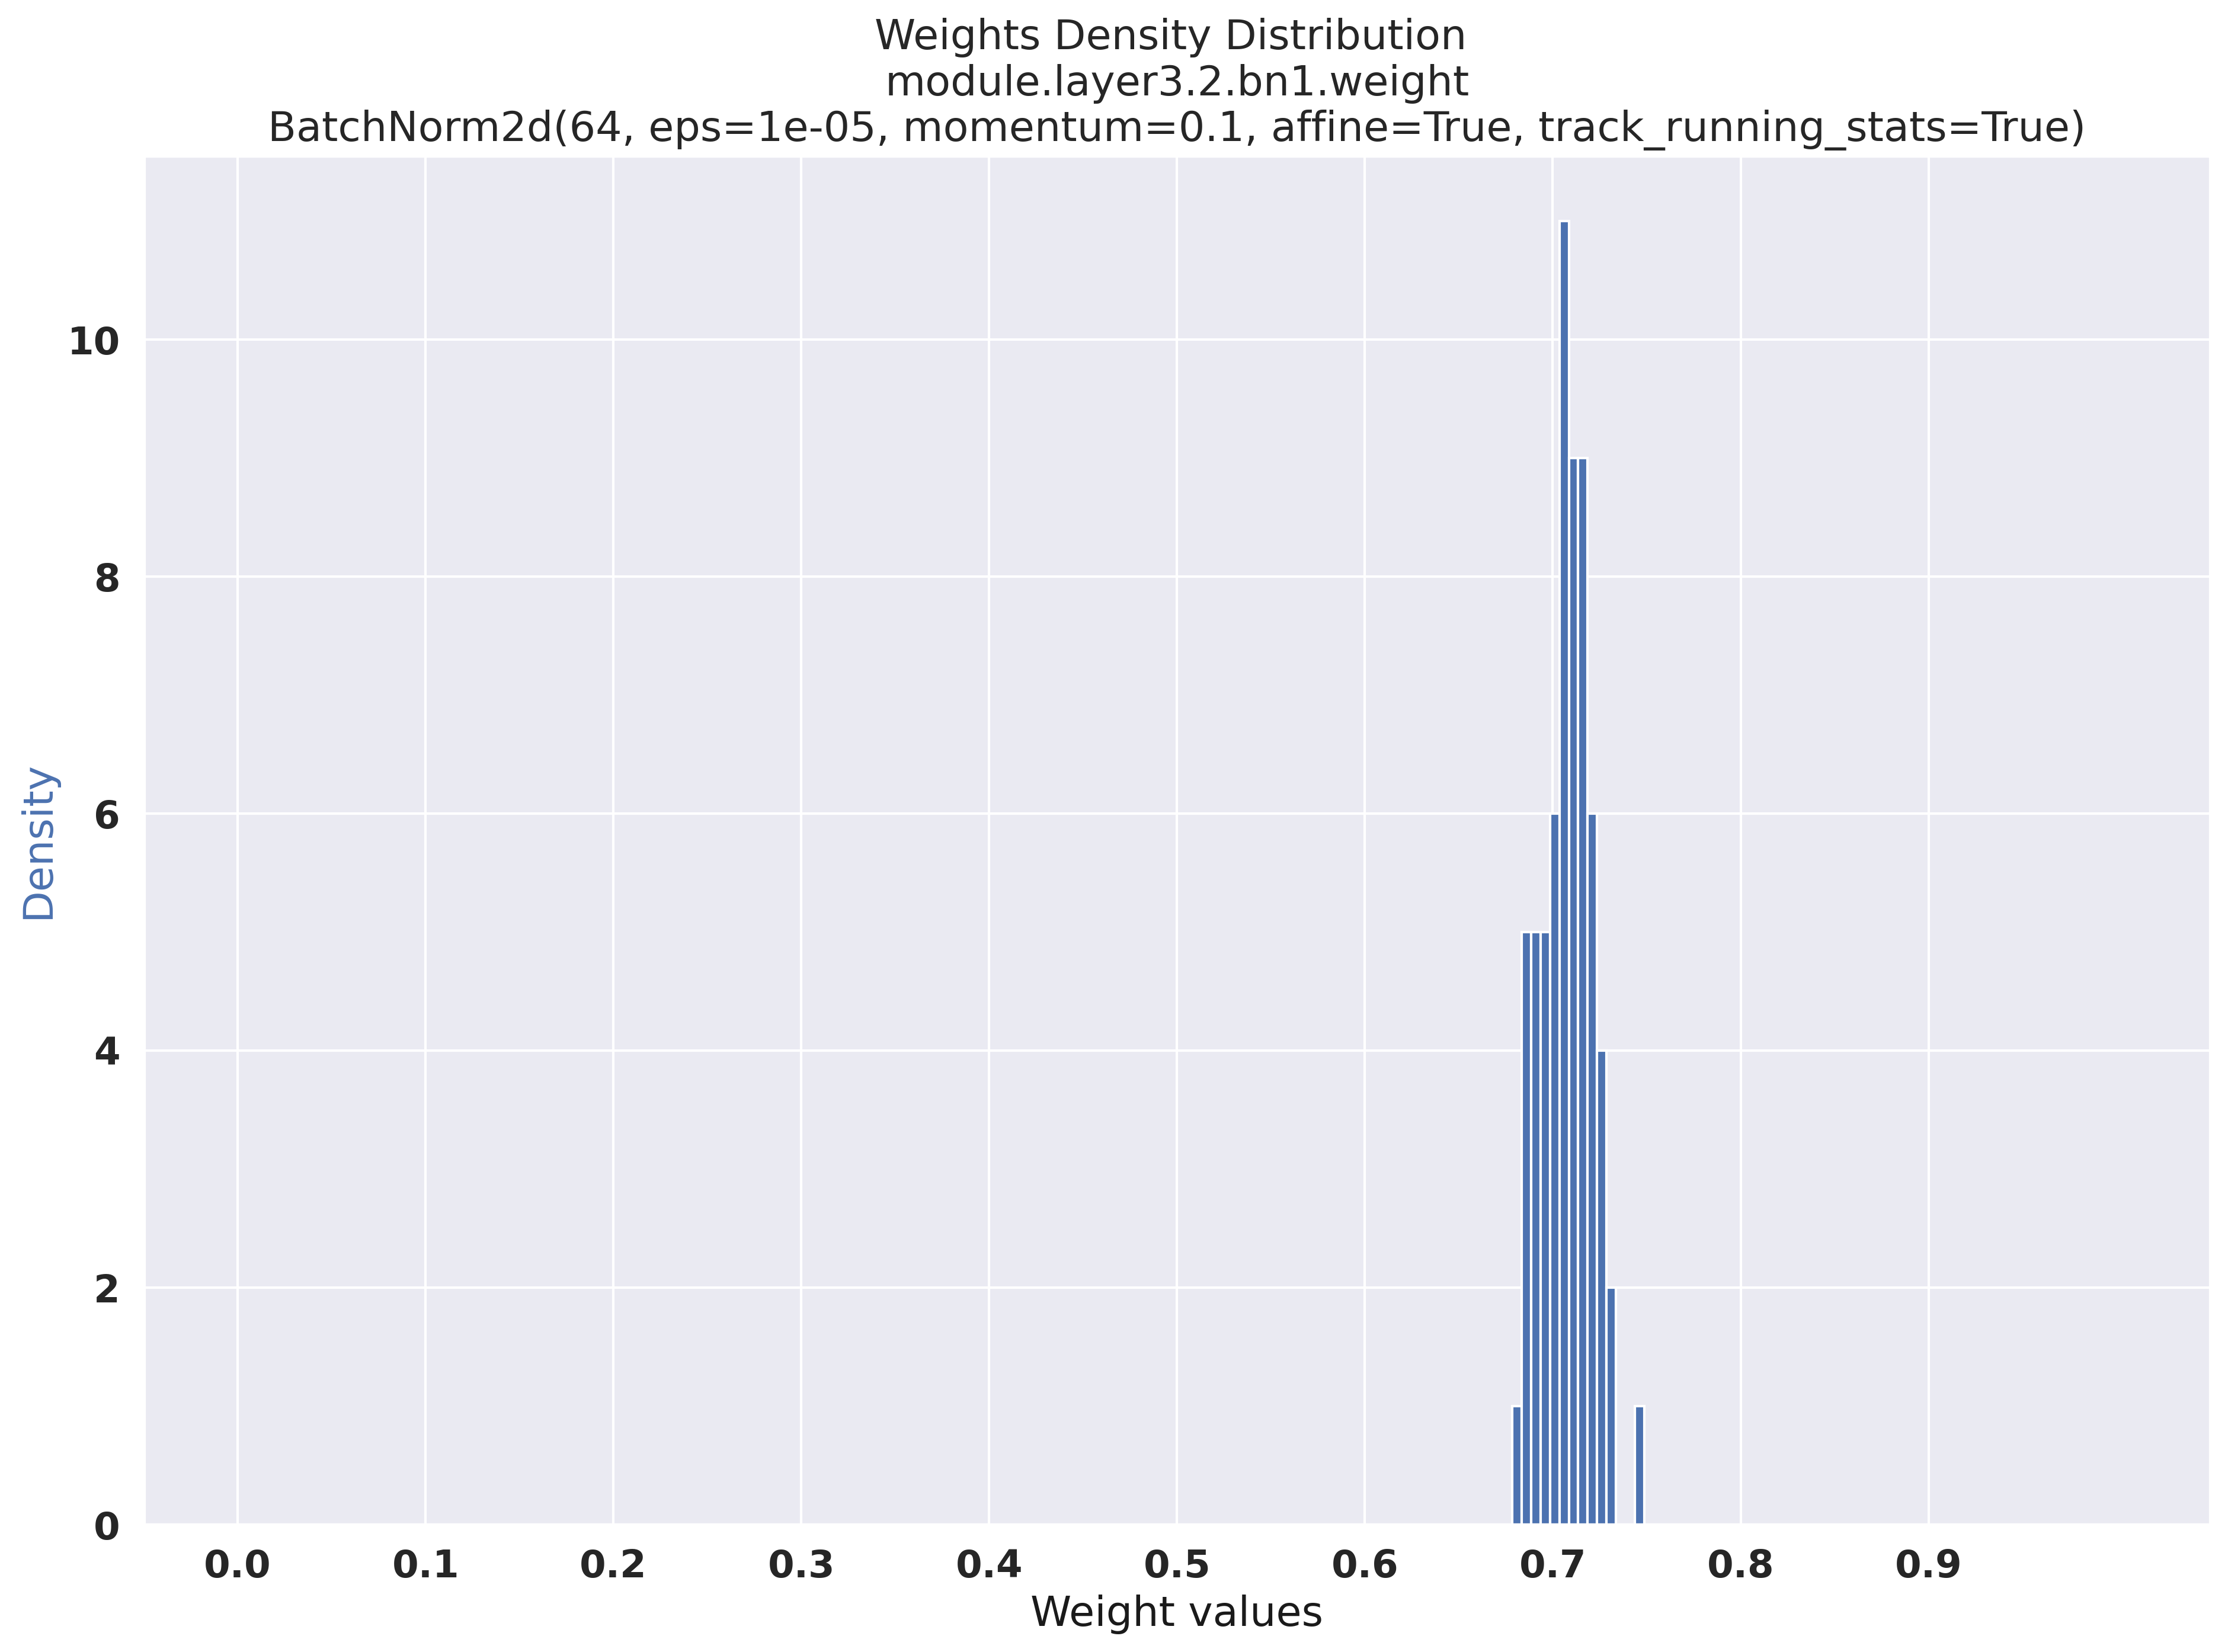 Weights Density Distribution
module.layer3.2.bn1.weight
BatchNorm2d(64, eps=1e-05, momentum=0.1, affine=True, track_running_stats=True)
10
8
6
4
2
0
Density
0.0 0.1 0.2 0.3 0.4 0.5 0.6 0.7 0.8 0.9
Weight values